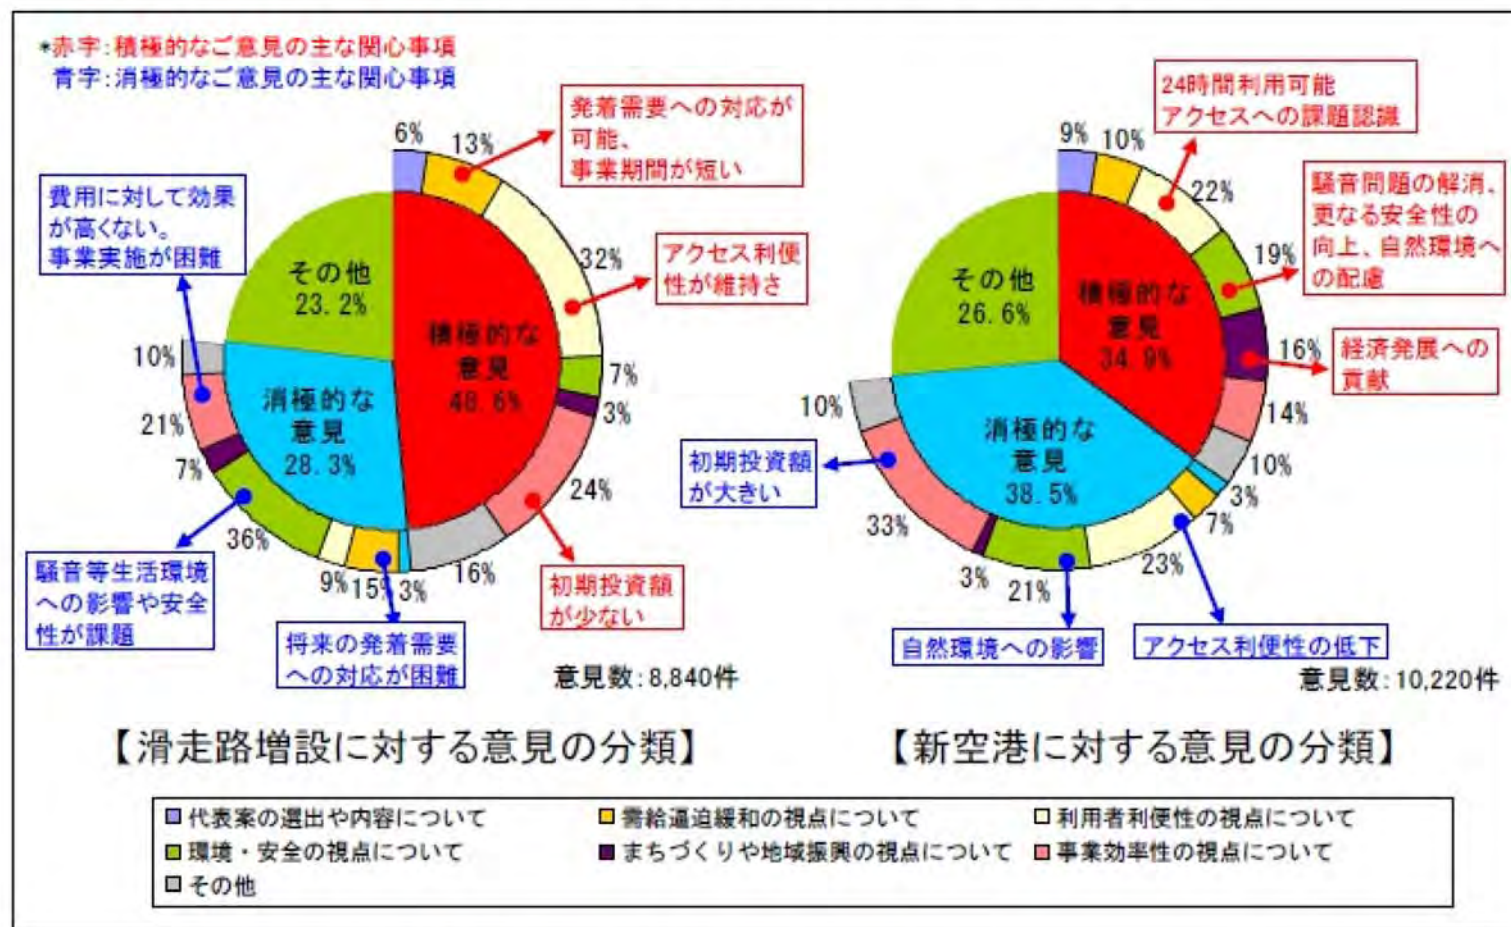 *赤字:積極的なご意見の主な関心事項
青字:消極的なご意見の主な関心事項
発着需要への対応が
可能、
事業期間が短い
費用に対して効果
が高くない。
事業実施が困難
アクセス利便
性が維持さ
初期投資額
が少ない
騒音等生活環境
への影響や安全
性が課題
将来の発着需要
への対応が困難
6%
13%
32%
7%
3%
24%
16%
3%
15%
9%
36%
7%
21%
10%
その他
23.2%
積極的な
意見
48.6%
消極的な
意見
28.3%
意見数:8,840件
【滑走路増設に対する意見の分類】
24時間利用可能
アクセスへの課題認識
騒音問題の解消、
更なる安全性の
向上、自然環境へ
の配慮
経済発展への
貢献
初期投資額
が大きい
自然環境への影響
アクセス利便性の低下
9%
10%
22%
19%
16%
14%
10%
3%
7%
23%
21%
3%
33%
10%
その他
26.6%
積極的な
意見
34.9%
消極的な
意見
38.5%
意見数:10,220件
【新空港に対する意見の分類】
代表案の選出や内容について
需給逼迫緩和の視点について
利用者利便性の視点について
環境・安全の視点について
まちづくりや地域振興の視点について
事業効率性の視点について
その他